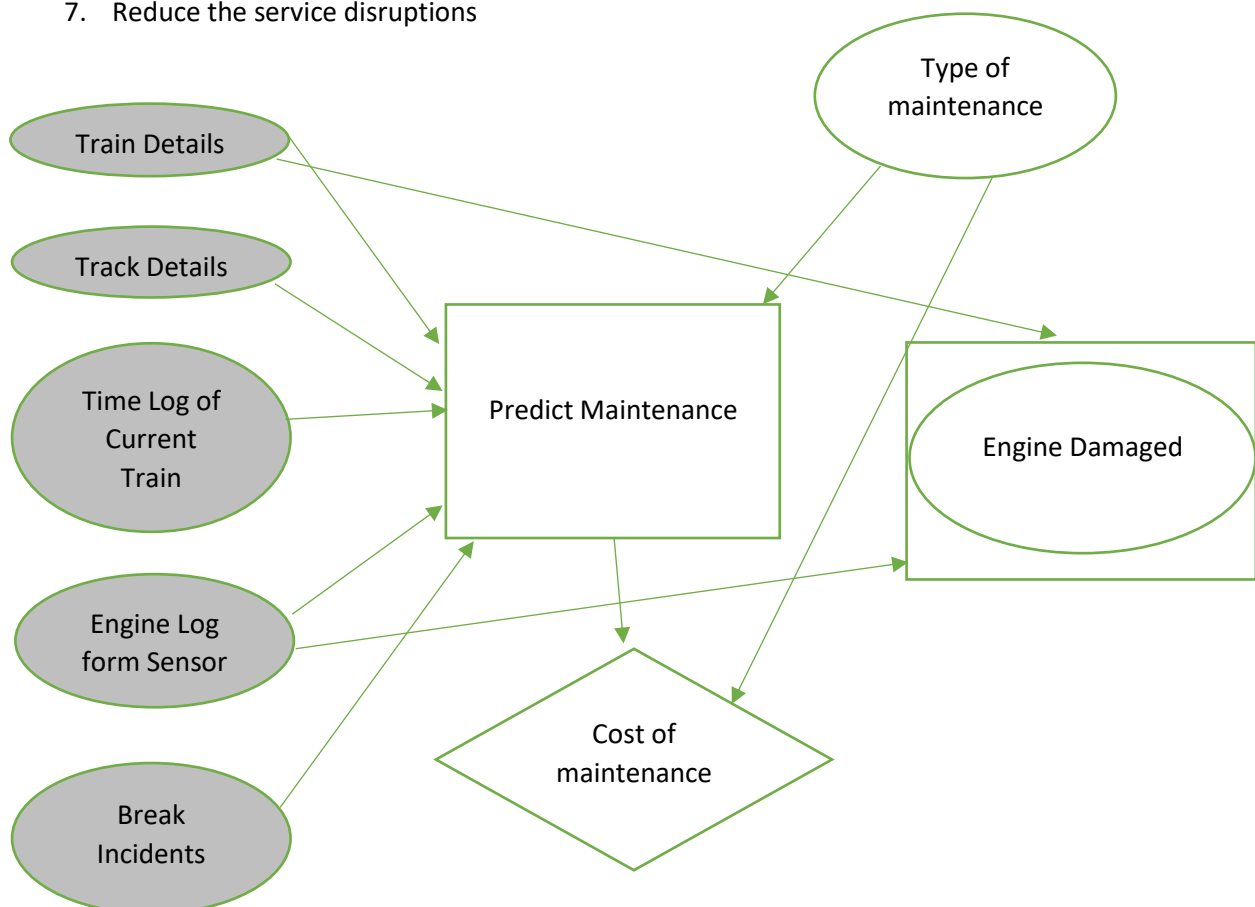 7. Reduce the service disruptions
Type of
maintenance
Train Details
Track Details
Time Log of
Current
Train
Predict Maintenance
Engine Damaged
Engine Log
form Sensor
Cost of
maintenance
Break
Incidents